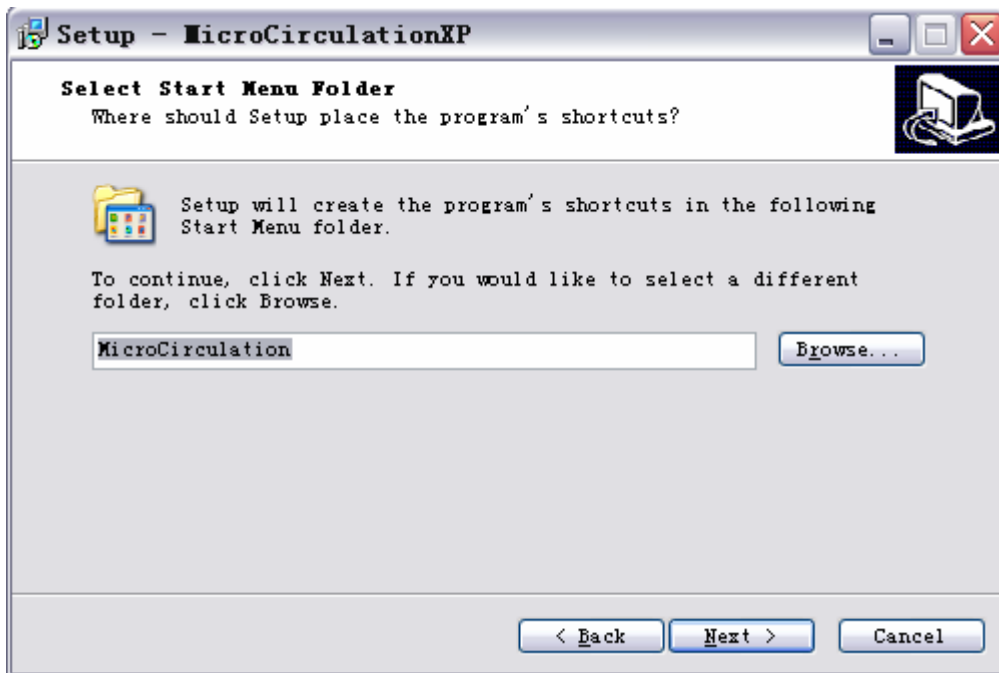 Setup - MicroCirculationXP
Select Start Menu Folder
Where should Setup place the program's shortcuts?
Setup will create the program's shortcuts in the following
Start Menu folder.
To continue, click Next. If you would like to select a different
folder, click Browse.
MicroCirculation
Browse...
< Back
Next >
Cancel